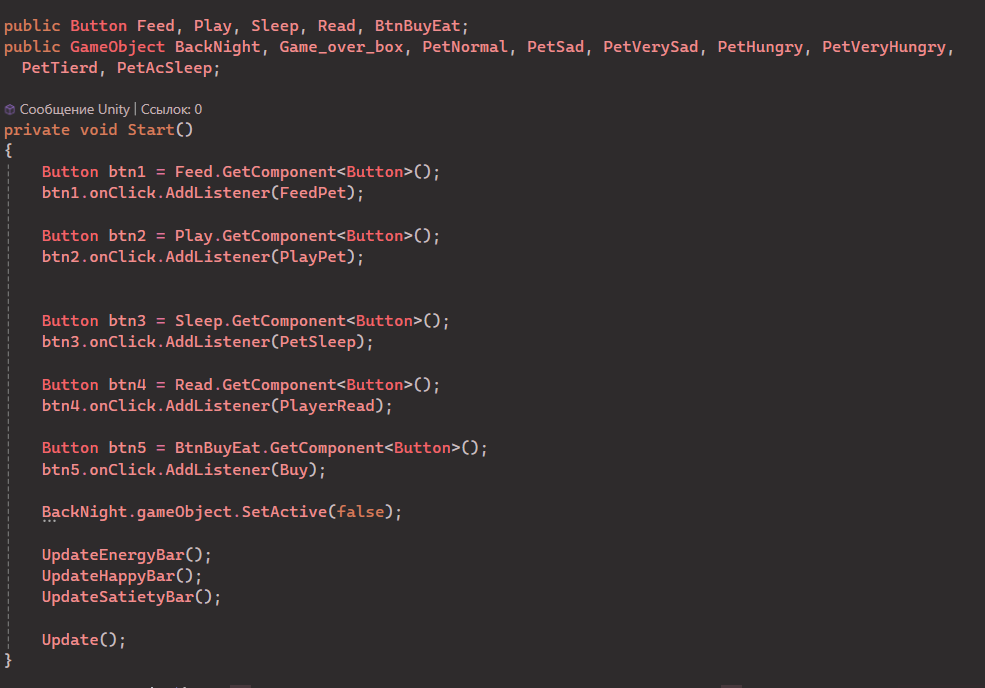 public Button Feed, Play, Sleep, Read, BtnBuyEat;
public GameObject BackNight, Game_over_box, PetNormal, PetSad, PetVerySad, PetHungry, PetVeryHungry,
PetTierd, PetAcSleep;
Сообщение Unity | Ссылок: 0
private void Start()
{
Button btn1 = Feed.GetComponent<Button>();
btn1.onClick.AddListener(FeedPet);
Button btn2 = Play.GetComponent<Button>();
btn2.onClick.AddListener(PlayPet);
Button btn3 = Sleep.GetComponent<Button>();
btn3.onClick.AddListener(PetSleep);
Button btn4 = Read.GetComponent<Button>();
btn4.onClick.AddListener(PlayerRead);
Button btn5 = BtnBuyEat.GetComponent<Button>();
btn5.onClick.AddListener(Buy);
BackNight.gameObject.SetActive(false);
UpdateEnergyBar();
UpdateHappyBar();
UpdateSatietyBar();
Update();
}